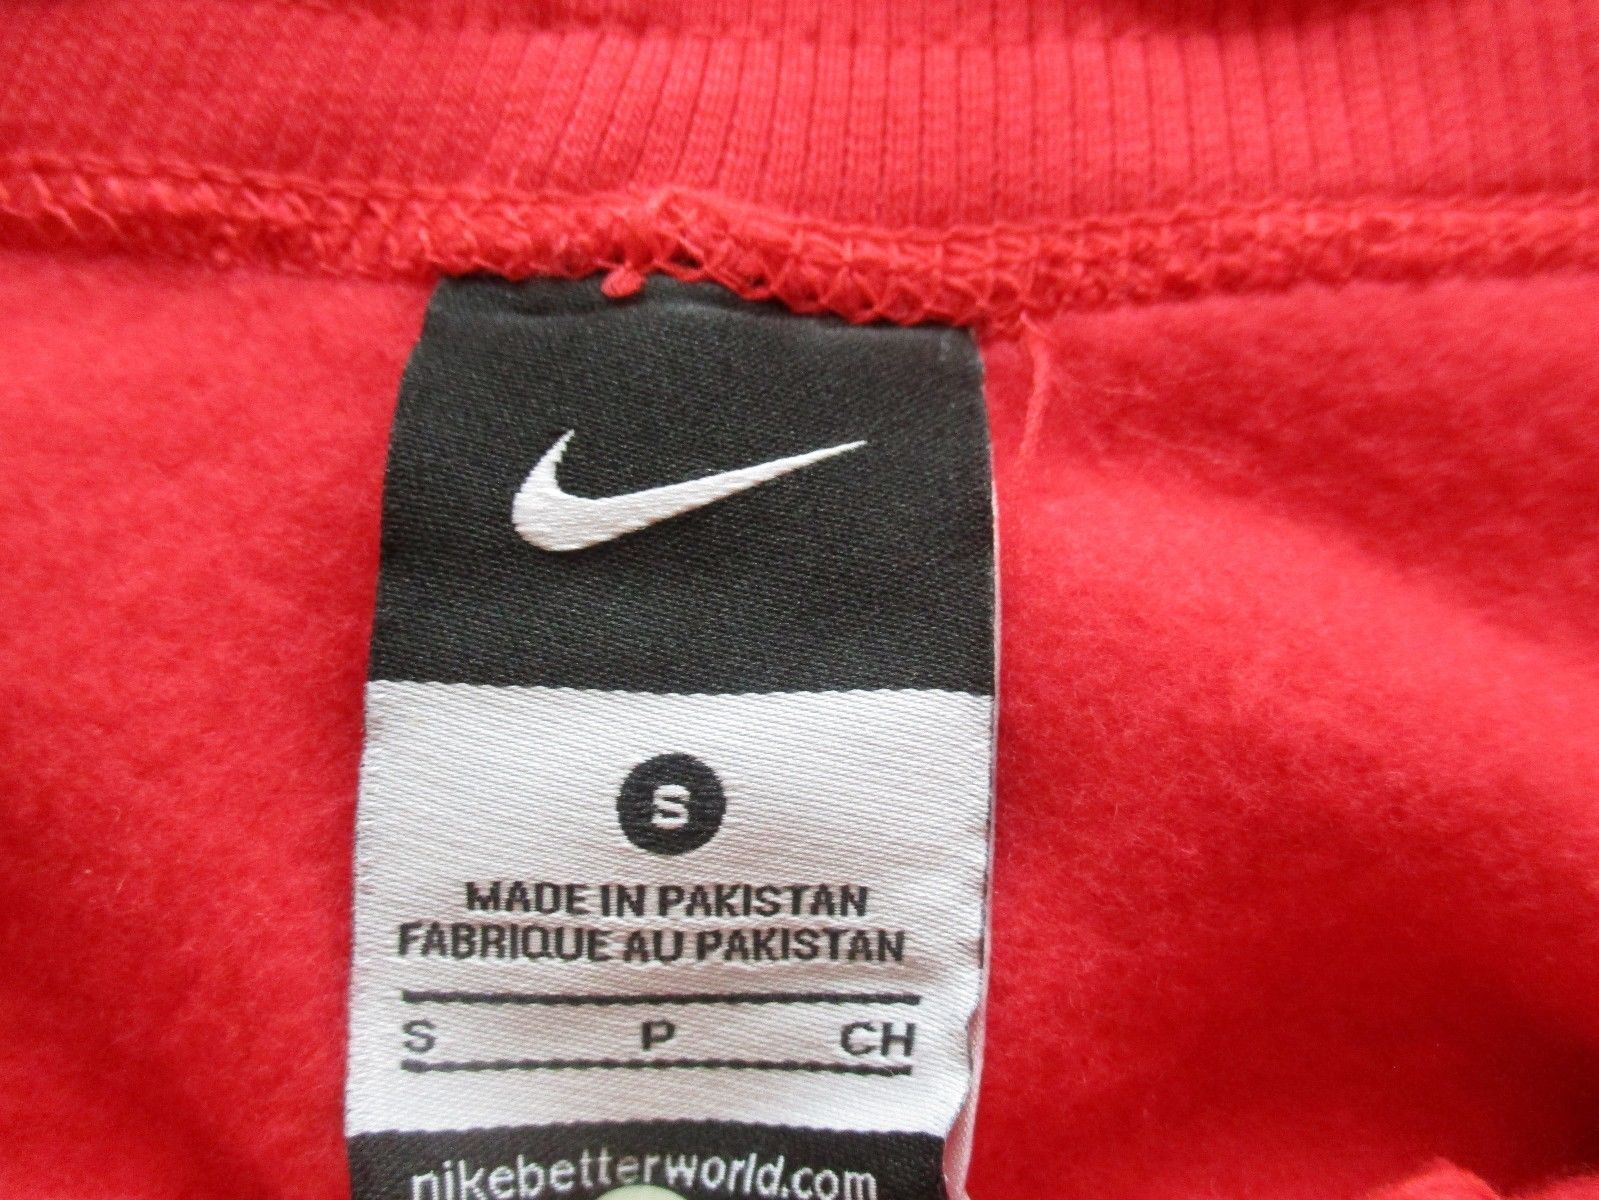 S
MADE IN PAKISTAN
FABRIQUE AU PAKISTAN
S P CH
nikebetterworld.com